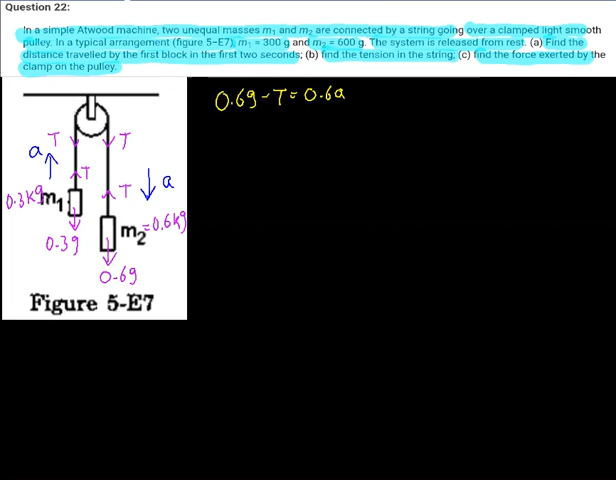 Question 22:
In a simple Atwood machine, two unequal masses m₁ and m₂ are connected by a string going over a clamped light smooth
pulley. In a typical arrangement (figure 5-E7), m₁ = 300 g and m₂ = 600 g. The system is released from rest. (a) Find the
distance travelled by the first block in the first two seconds; (b) find the tension in the string; (c) find the force exerted by the
clamp on the pulley.
0.6g - T = 0.6a
T T
a
T
T a
0.3kg m₁
m₂ = 0.6kg
0.3g
0.6g
Figure 5-E7